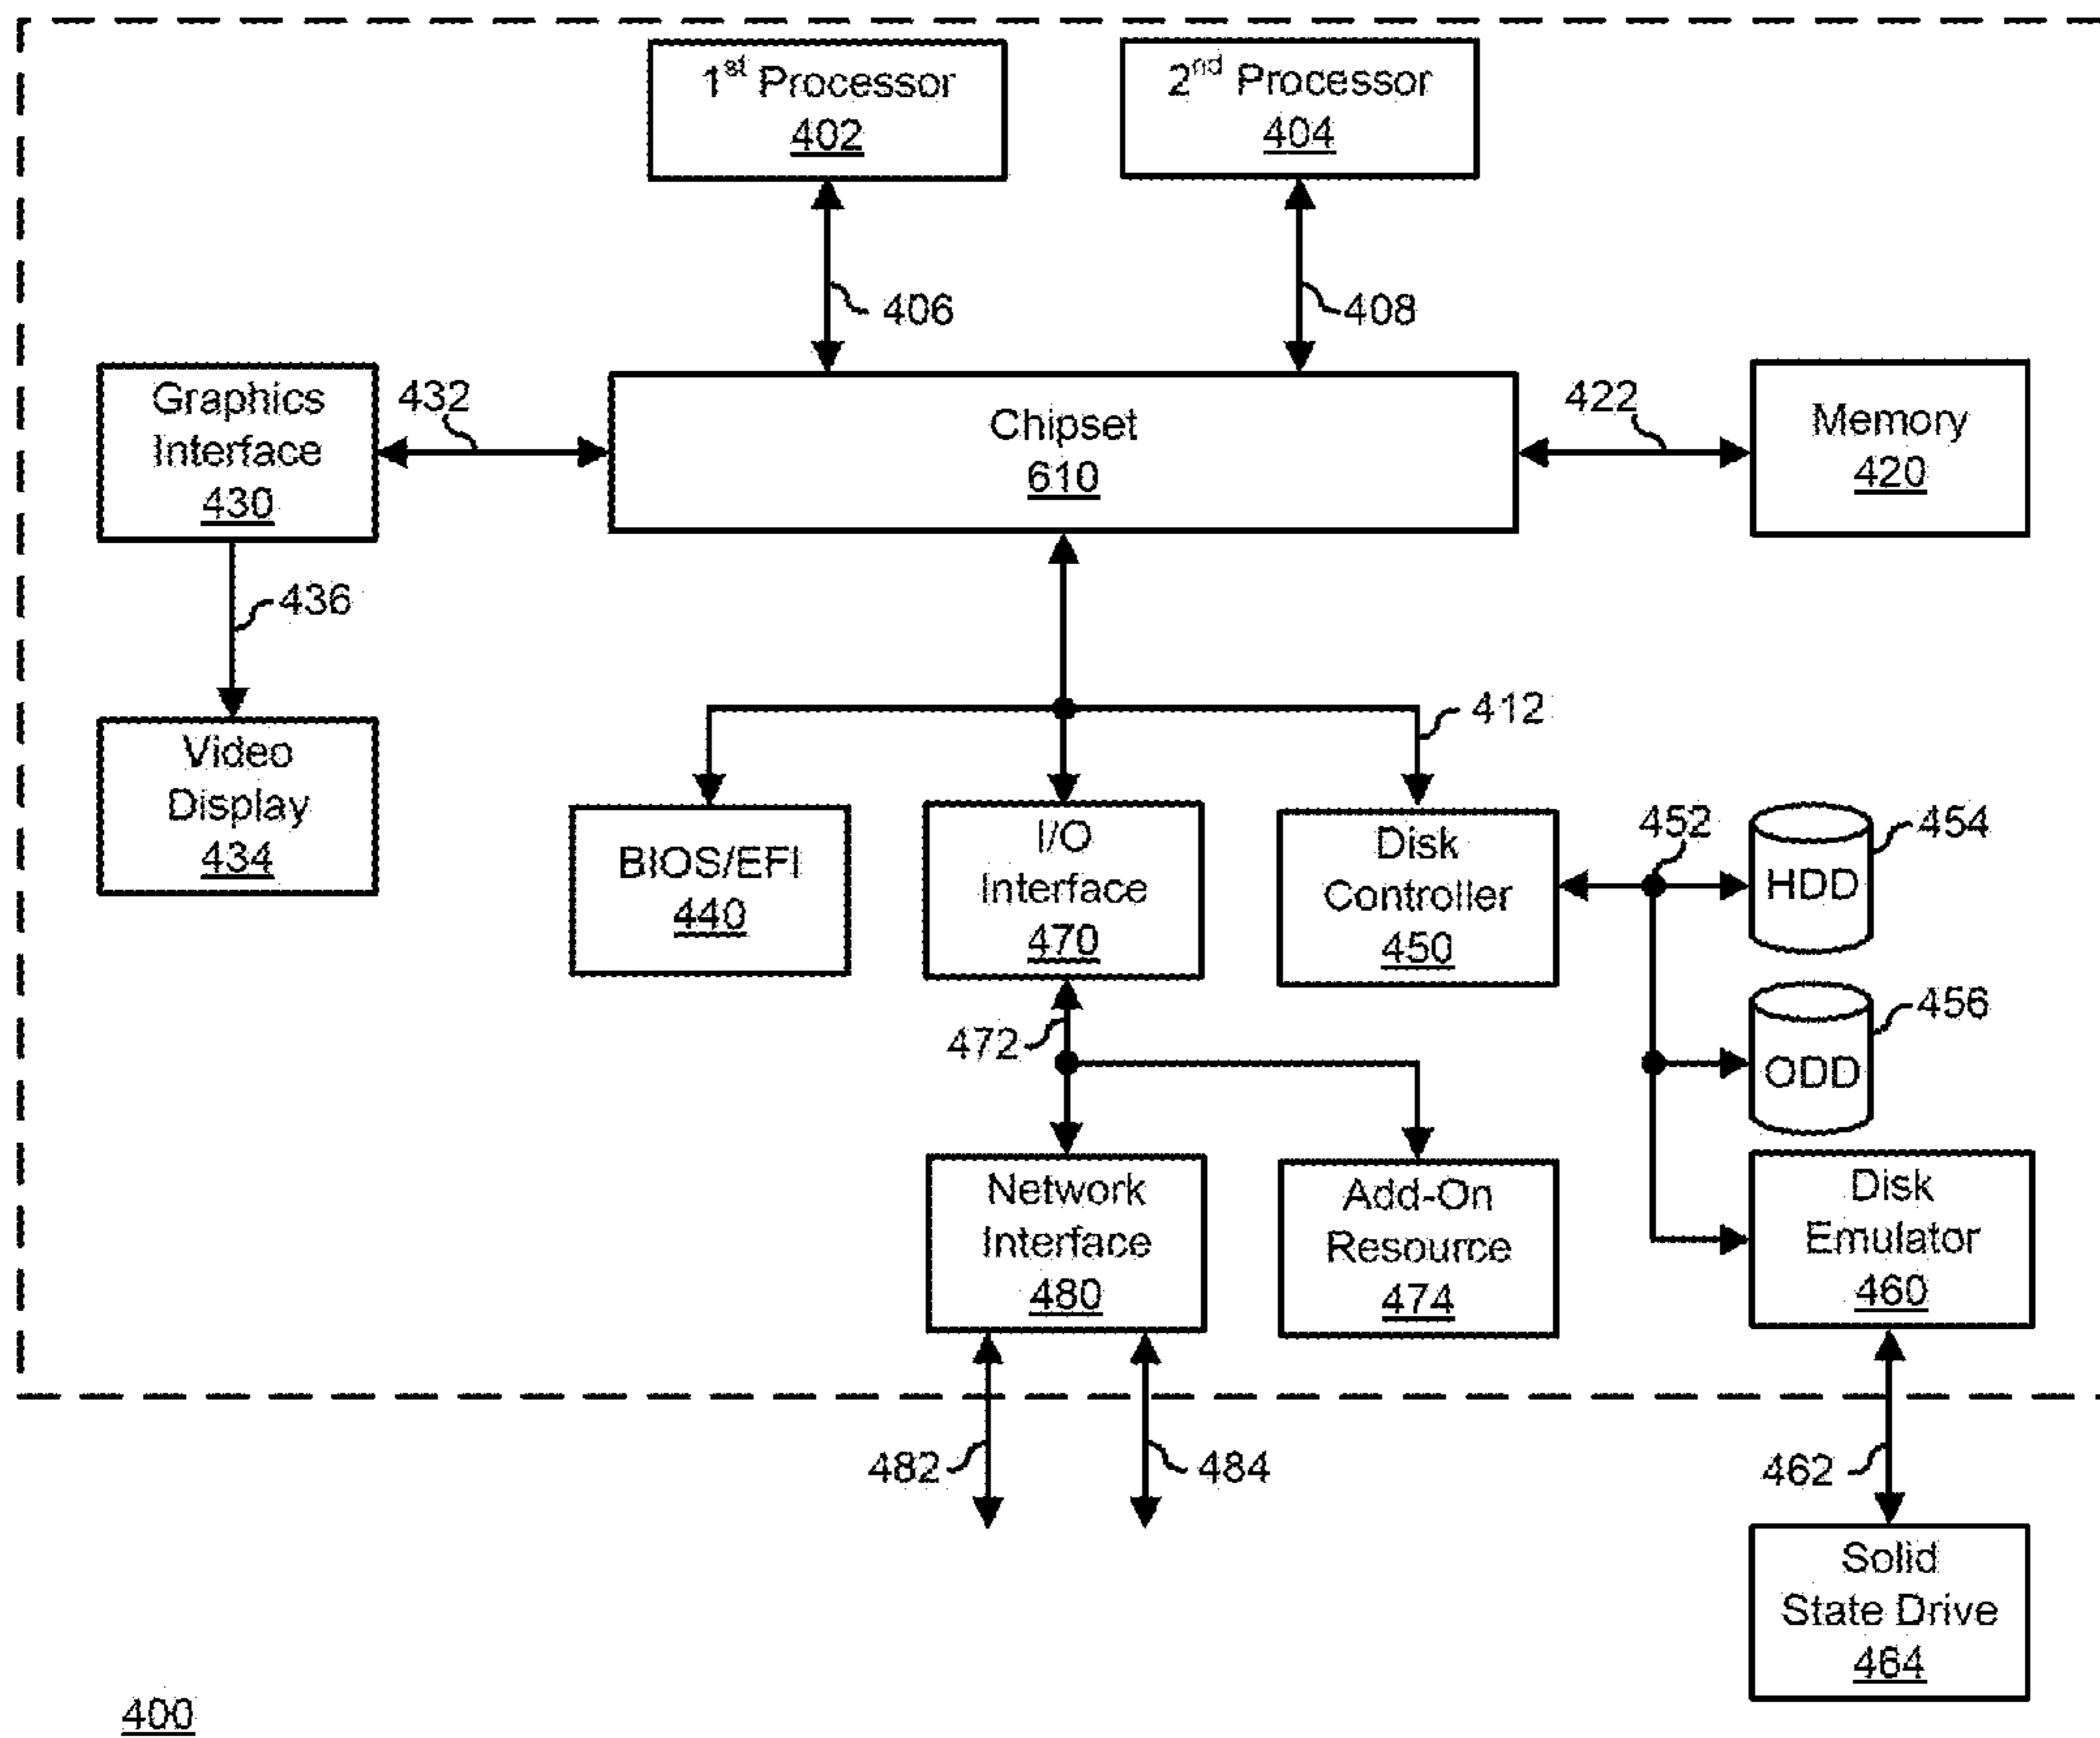 1st Processor
402
2nd Processor
404
406
408
Graphics
Interface
430
432
Chipset
610
422
Memory
420
436
Video
Display
434
412
BIOS/EFI
440
I/O
Interface
470
Disk
Controller
450
452
HDD
454
ODD
456
472
Network
Interface
480
Add-On
Resource
474
Disk
Emulator
460
482
484
462
Solid
State Drive
464
400